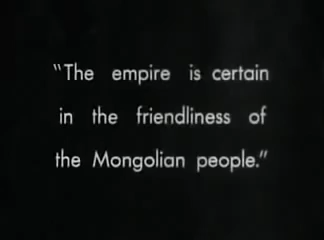 "The empire is certain
in the friendliness of
the Mongolian people."